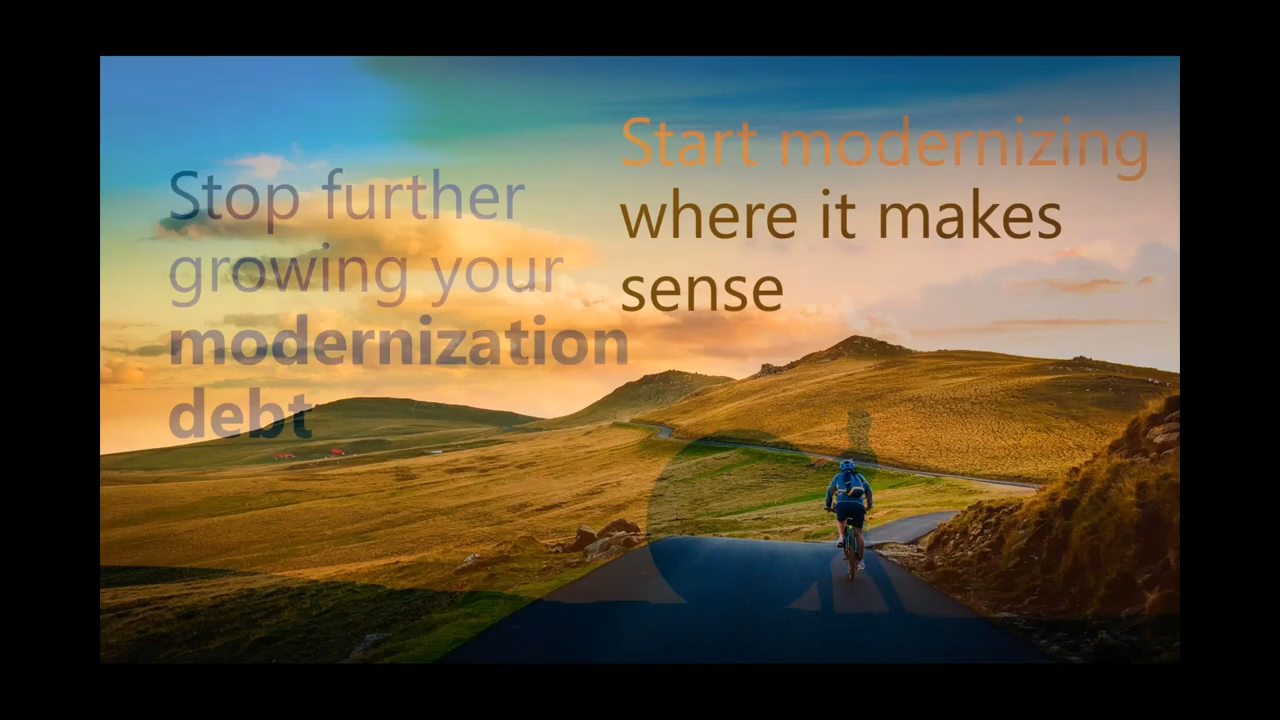 Stop further
growing your
modernization
debt
Start modernizing
where it makes
sense